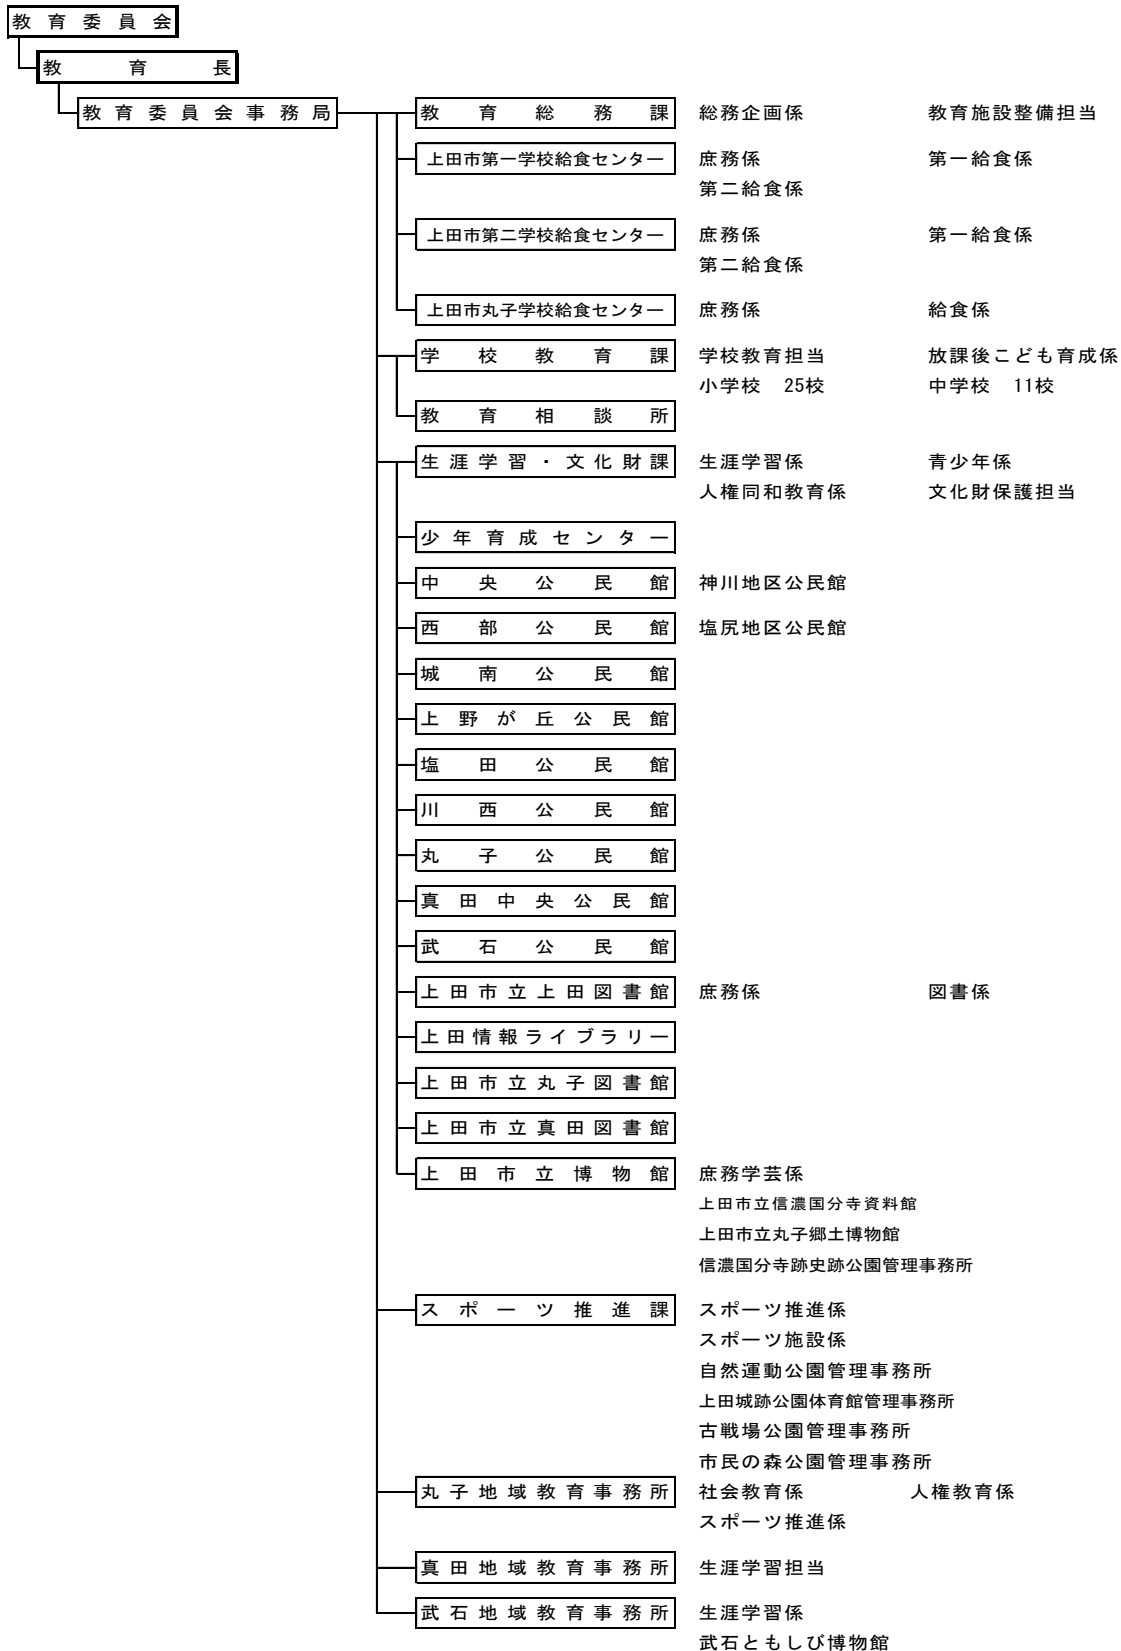 教育委員会
教育長
教育委員会事務局 教育総務課 総務企画係 教育施設整備担当
上田市第一学校給食センター 庶務係 第一給食係
第二給食係
上田市第二学校給食センター 庶務係 第一給食係
第二給食係
上田市丸子学校給食センター 庶務係 給食係
学校教育課 学校教育担当 放課後こども育成係
小学校 25校 中学校 11校
教育相談所
生涯学習・文化財課 生涯学習係 青少年係
人権同和教育係 文化財保護担当
少年育成センター
中央公民館 神川地区公民館
西部公民館 塩尻地区公民館
城南公民館
上野が丘公民館
塩田公民館
川西公民館
丸子公民館
真田中央公民館
武石公民館
上田市立上田図書館 庶務係 図書係
上田情報ライブラリー
上田市立丸子図書館
上田市立真田図書館
上田市立博物館 庶務学芸係
上田市立信濃国分寺資料館
上田市立丸子郷土博物館
信濃国分寺跡史跡公園管理事務所
スポーツ推進課 スポーツ推進係
スポーツ施設係
自然運動公園管理事務所
上田城跡公園体育館管理事務所
古戦場公園管理事務所
市民の森公園管理事務所
丸子地域教育事務所 社会教育係 人権教育係
スポーツ推進係
真田地域教育事務所 生涯学習担当
武石地域教育事務所 生涯学習係
武石ともしび博物館